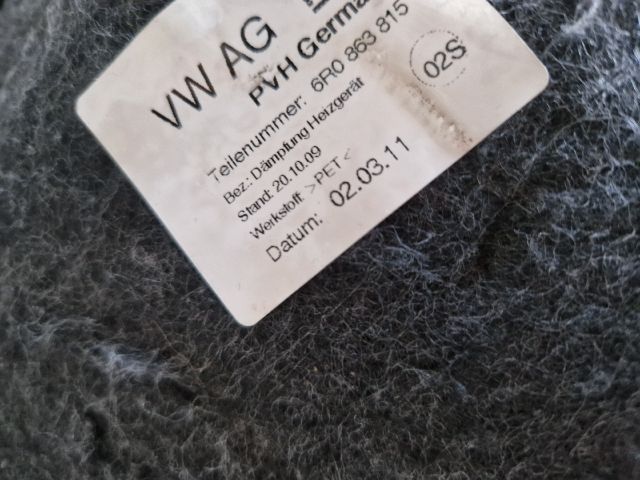 VW AG
PVH Germa
Teilenummer: 6R0 863 815
02S
Bez.: Dämpfung Heizgerät
Stand: 20.10.09
Werkstoff: >PET<
Datum: 02.03.11